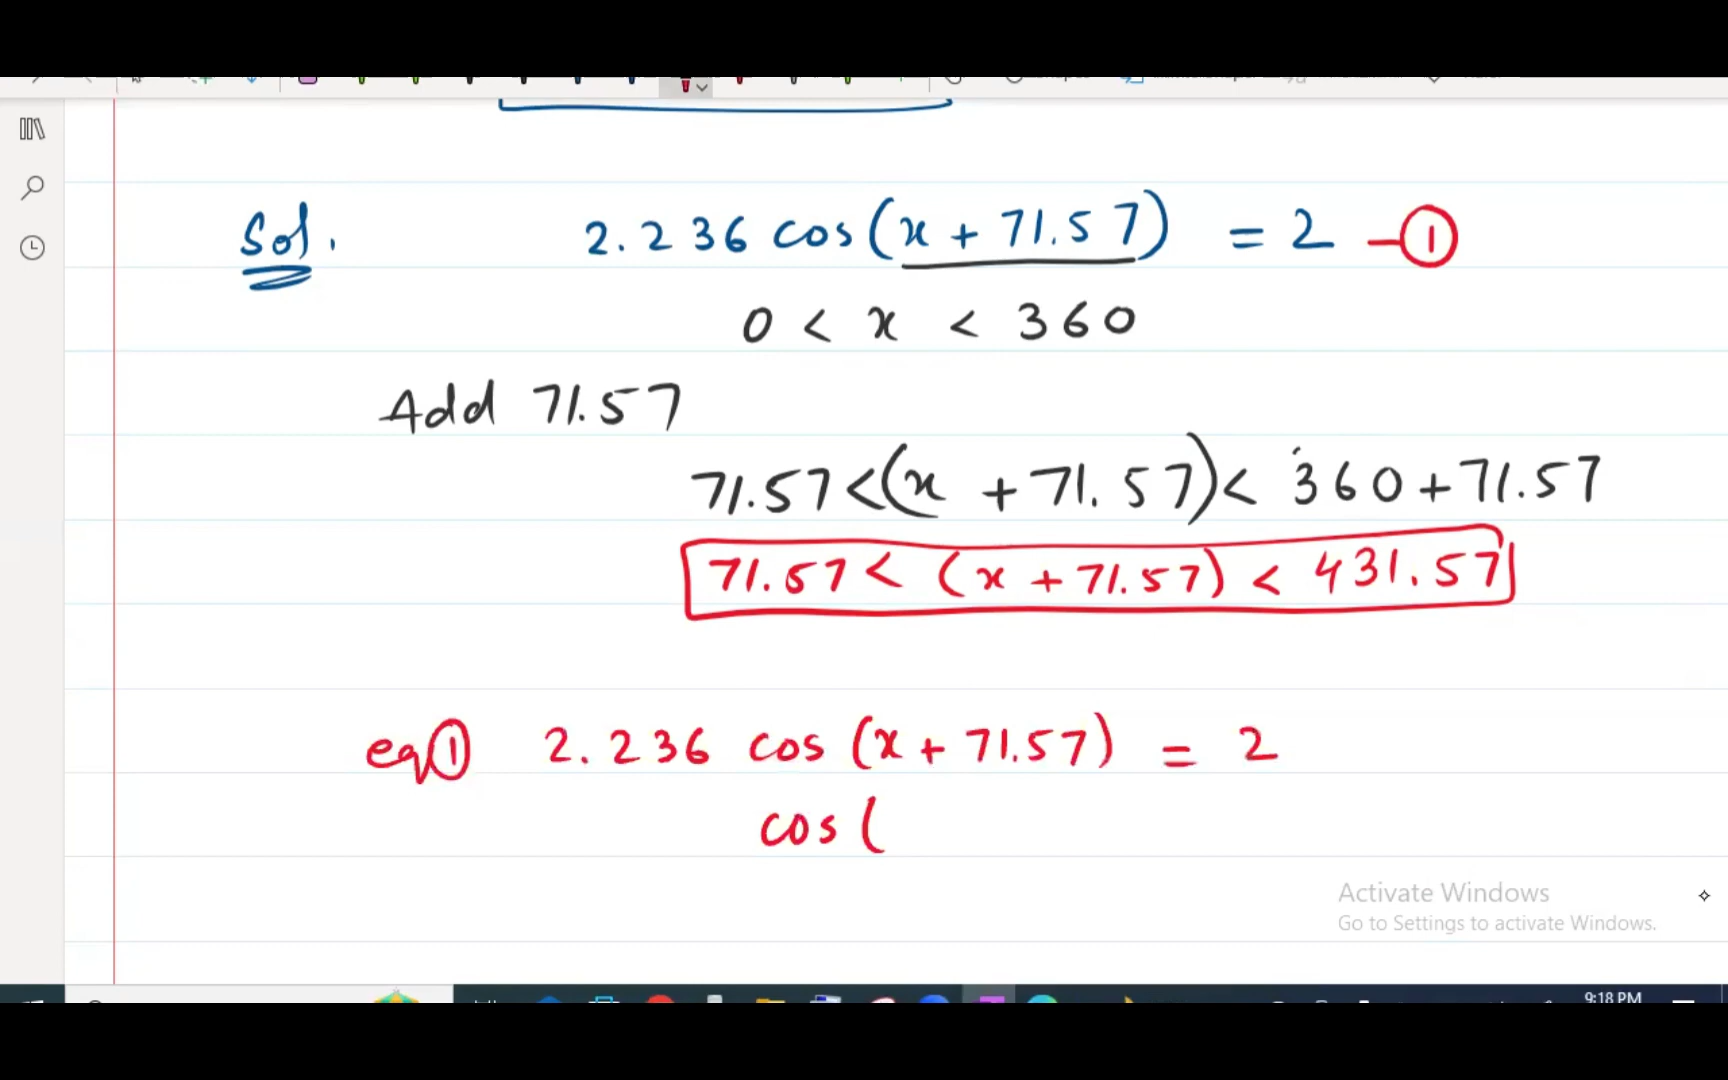 Sol. 2.236 cos(x + 71.57) = 2 —①
0 < x < 360
Add 71.57
71.57 < (x + 71.57) < 360 + 71.57
71.57 < (x + 71.57) < 431.57
eq① 2.236 cos (x + 71.57) = 2
cos (
Activate Windows
Go to Settings to activate Windows.
9:18 PM